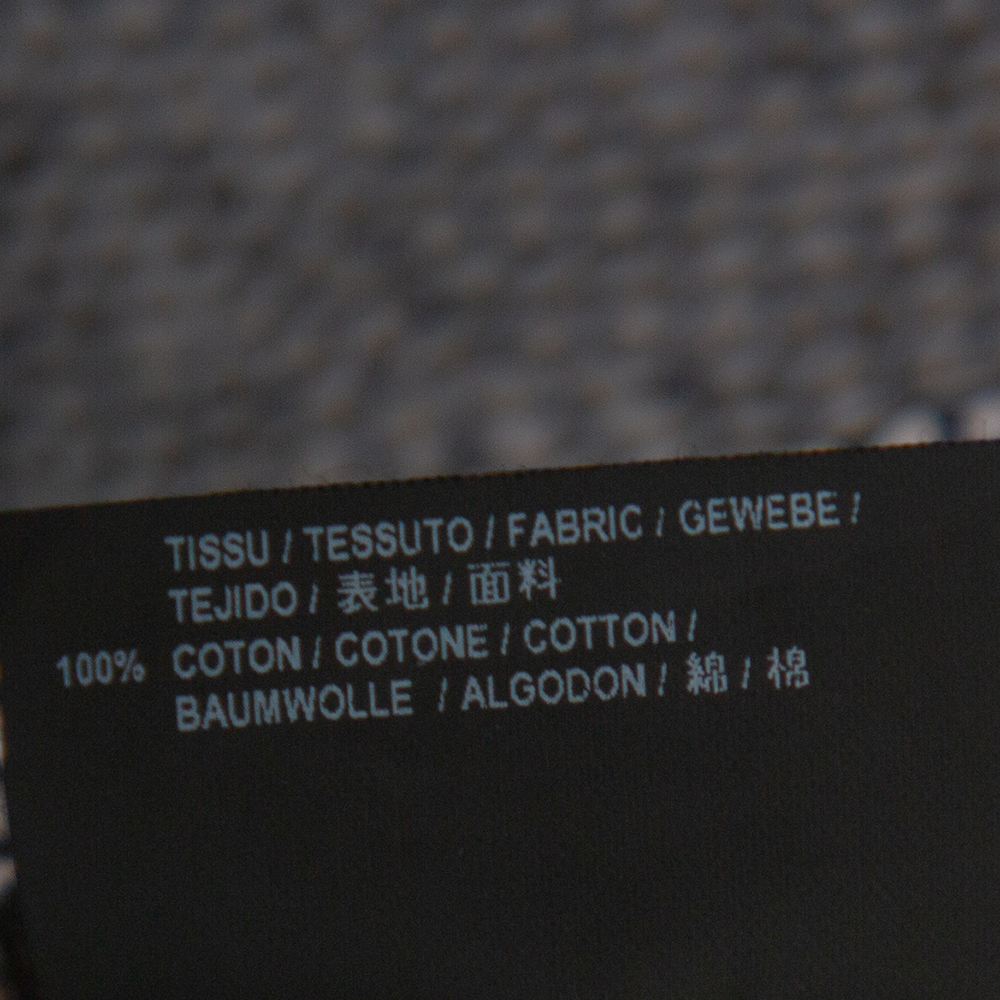 TISSU / TESSUTO / FABRIC / GEWEBE /
TEJIDO / 表地 / 面料
100% COTON / COTONE / COTTON /
BAUMWOLLE / ALGODON / 綿 / 棉